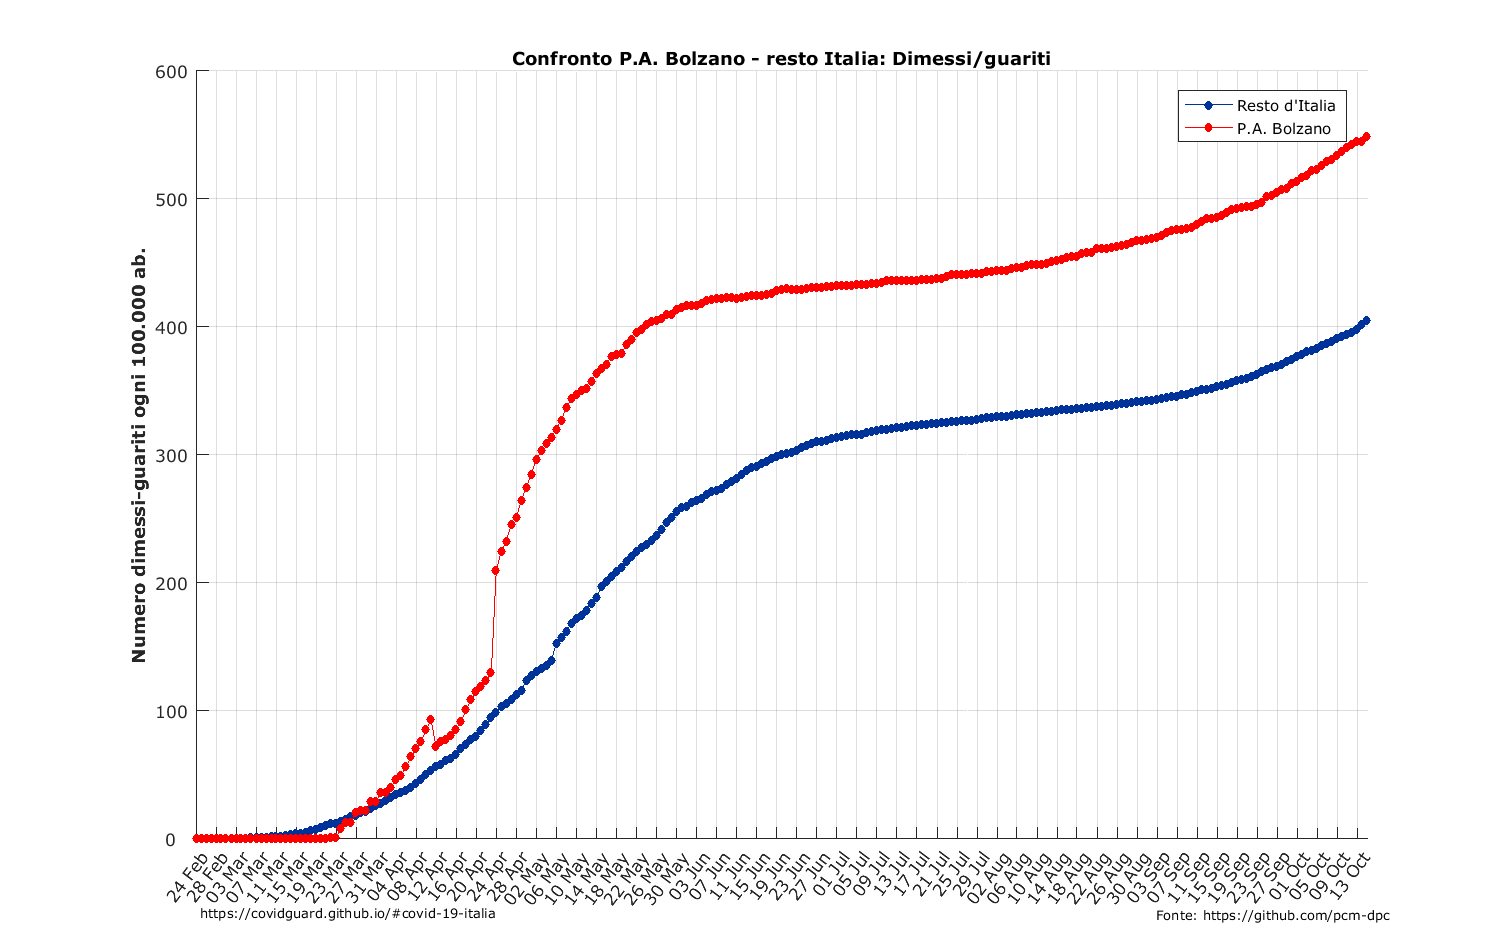 Confronto P.A. Bolzano - resto Italia: Dimessi/guariti
Resto d'Italia
P.A. Bolzano
Numero dimessi-guariti ogni 100.000 ab.
600
500
400
300
200
100
0
24 Feb
28 Feb
03 Mar
07 Mar
11 Mar
15 Mar
19 Mar
23 Mar
27 Mar
31 Mar
04 Apr
08 Apr
12 Apr
16 Apr
20 Apr
24 Apr
28 Apr
02 May
06 May
10 May
14 May
18 May
22 May
26 May
30 May
03 Jun
07 Jun
11 Jun
15 Jun
19 Jun
23 Jun
27 Jun
01 Jul
05 Jul
09 Jul
13 Jul
17 Jul
21 Jul
25 Jul
29 Jul
02 Aug
06 Aug
10 Aug
14 Aug
18 Aug
22 Aug
26 Aug
30 Aug
03 Sep
07 Sep
11 Sep
15 Sep
19 Sep
23 Sep
27 Sep
01 Oct
05 Oct
09 Oct
13 Oct
https://covidguard.github.io/#covid-19-italia
Fonte: https://github.com/pcm-dpc